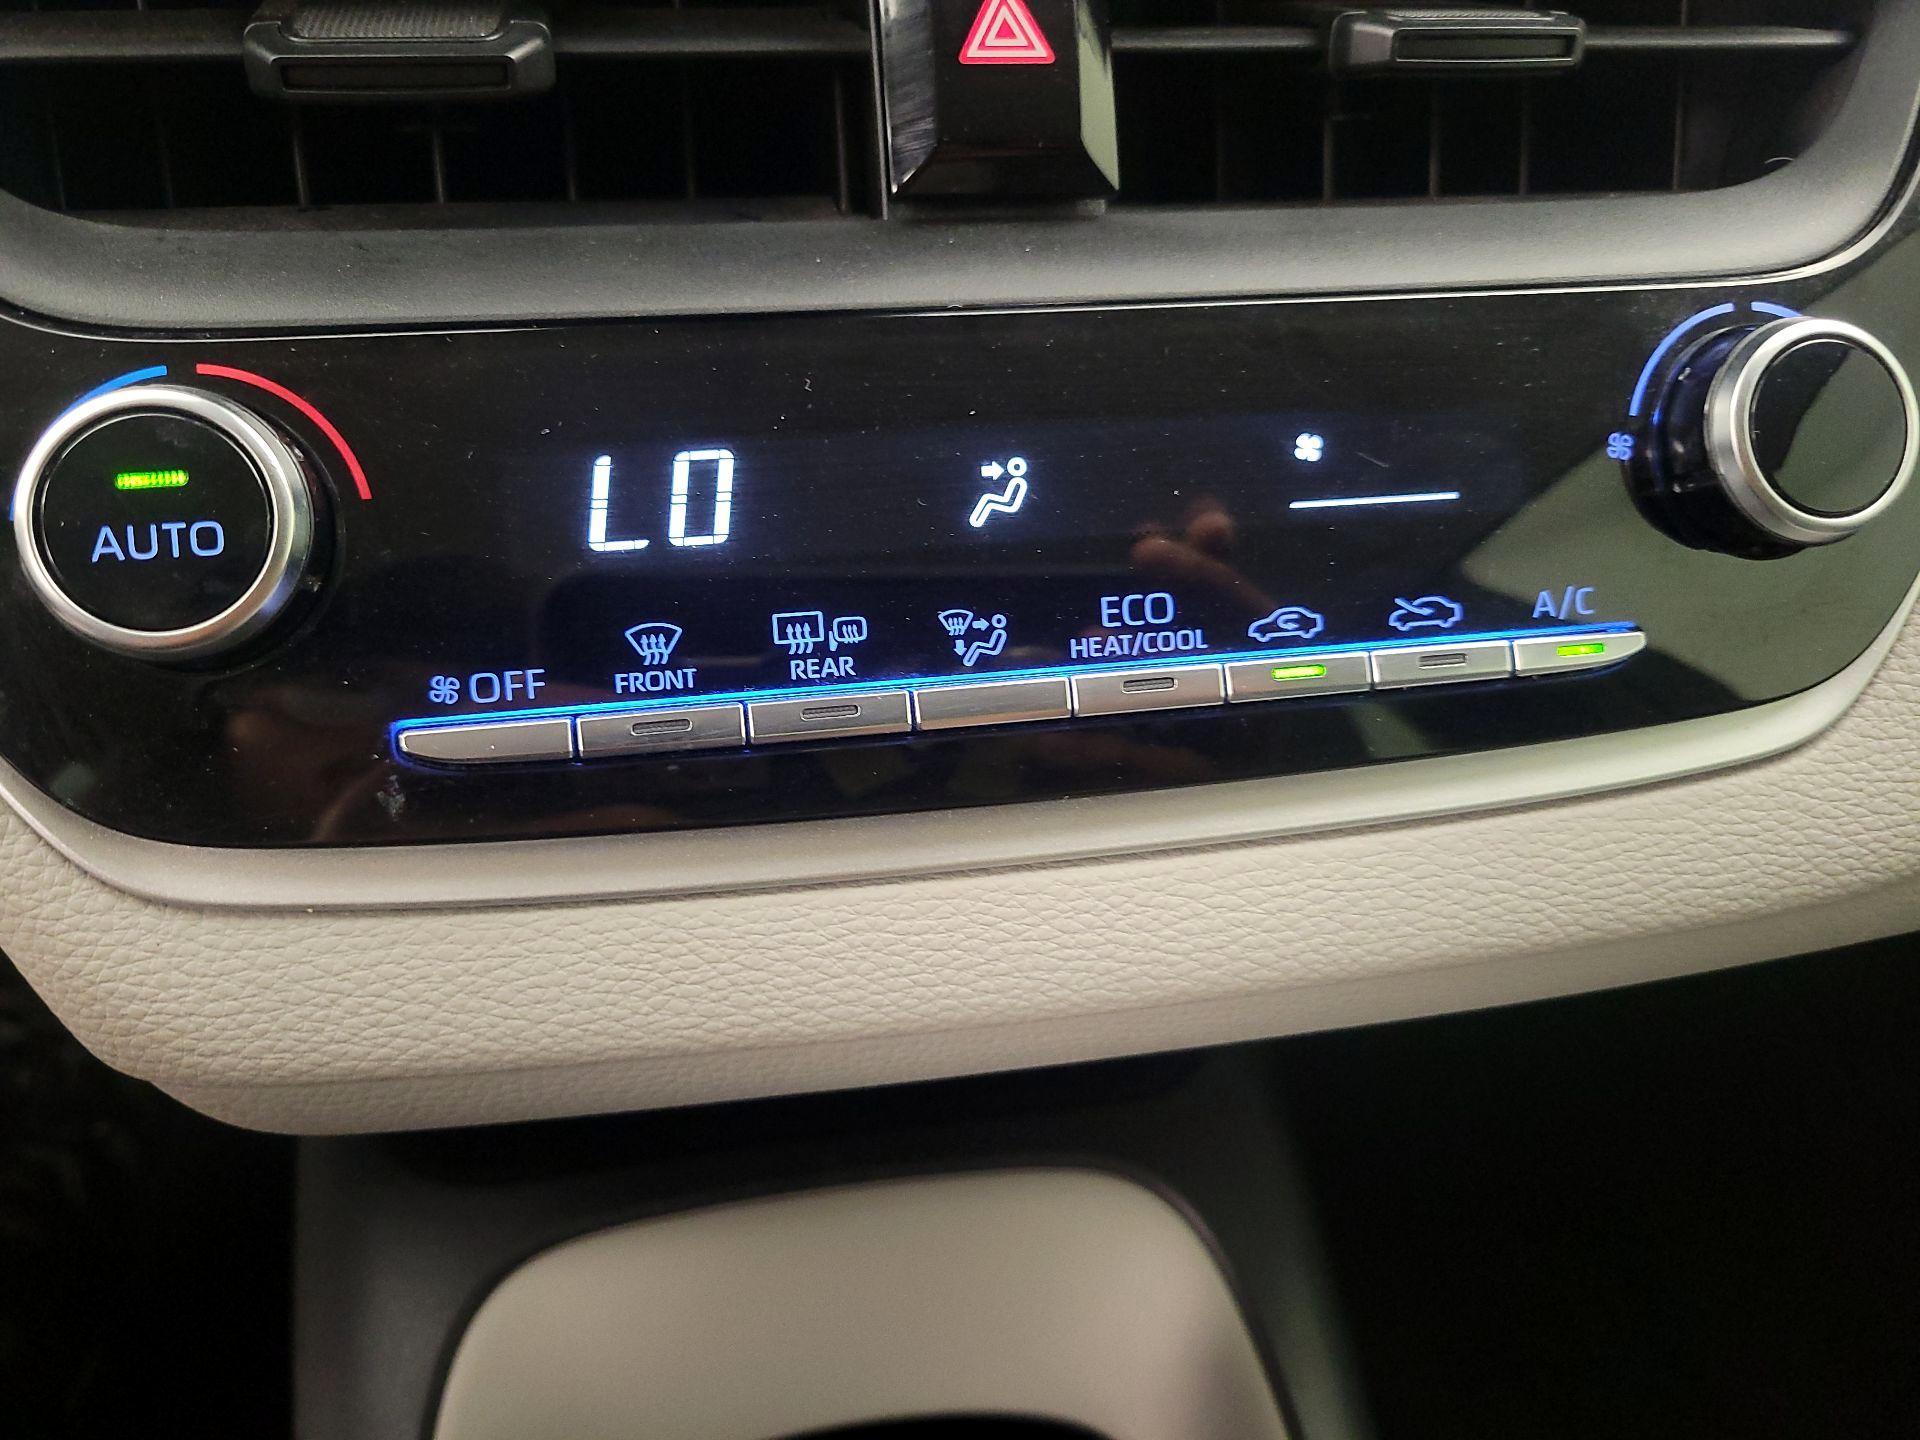 LO
AUTO
ECO
HEAT/COOL
A/C
OFF
FRONT
REAR